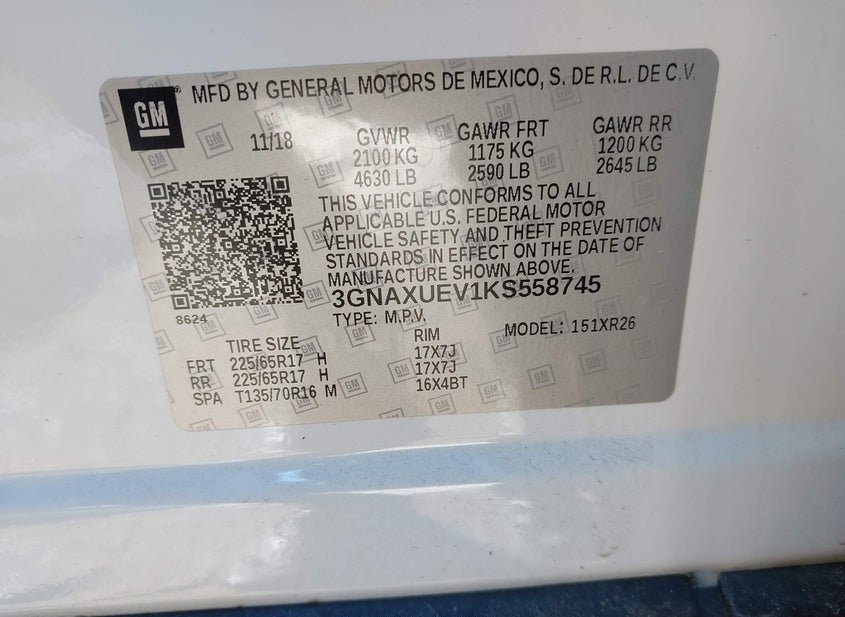 GM MFD BY GENERAL MOTORS DE MEXICO, S. DE R.L. DE C.V.
11/18 GVWR GAWR FRT GAWR RR
2100 KG 1175 KG 1200 KG
4630 LB 2590 LB 2645 LB
THIS VEHICLE CONFORMS TO ALL
APPLICABLE U.S. FEDERAL MOTOR
VEHICLE SAFETY AND THEFT PREVENTION
STANDARDS IN EFFECT ON THE DATE OF
MANUFACTURE SHOWN ABOVE.
3GNAXUEV1KS558745
8624
TYPE: M.P.V. MODEL: 151XR26
TIRE SIZE RIM
FRT 225/65R17 H 17X7J
RR 225/65R17 H 17X7J
SPA T135/70R16 M 16X4BT